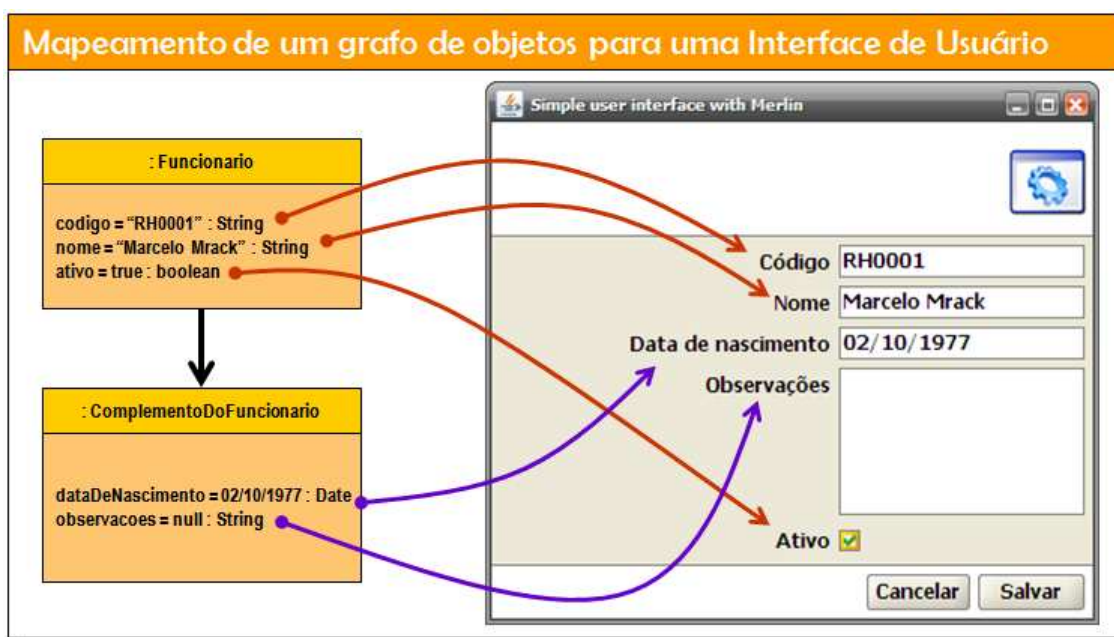 Mapeamento de um grafo de objetos para uma Interface de Usuário
: Funcionario
codigo = “RH0001” : String
nome = “Marcelo Mrack” : String
ativo = true : boolean
: ComplementoDoFuncionario
dataDeNascimento = 02/10/1977 : Date
observacoes = null : String
Simple user interface with Merlin
Código RH0001
Nome Marcelo Mrack
Data de nascimento 02/10/1977
Observações
Ativo
Cancelar Salvar